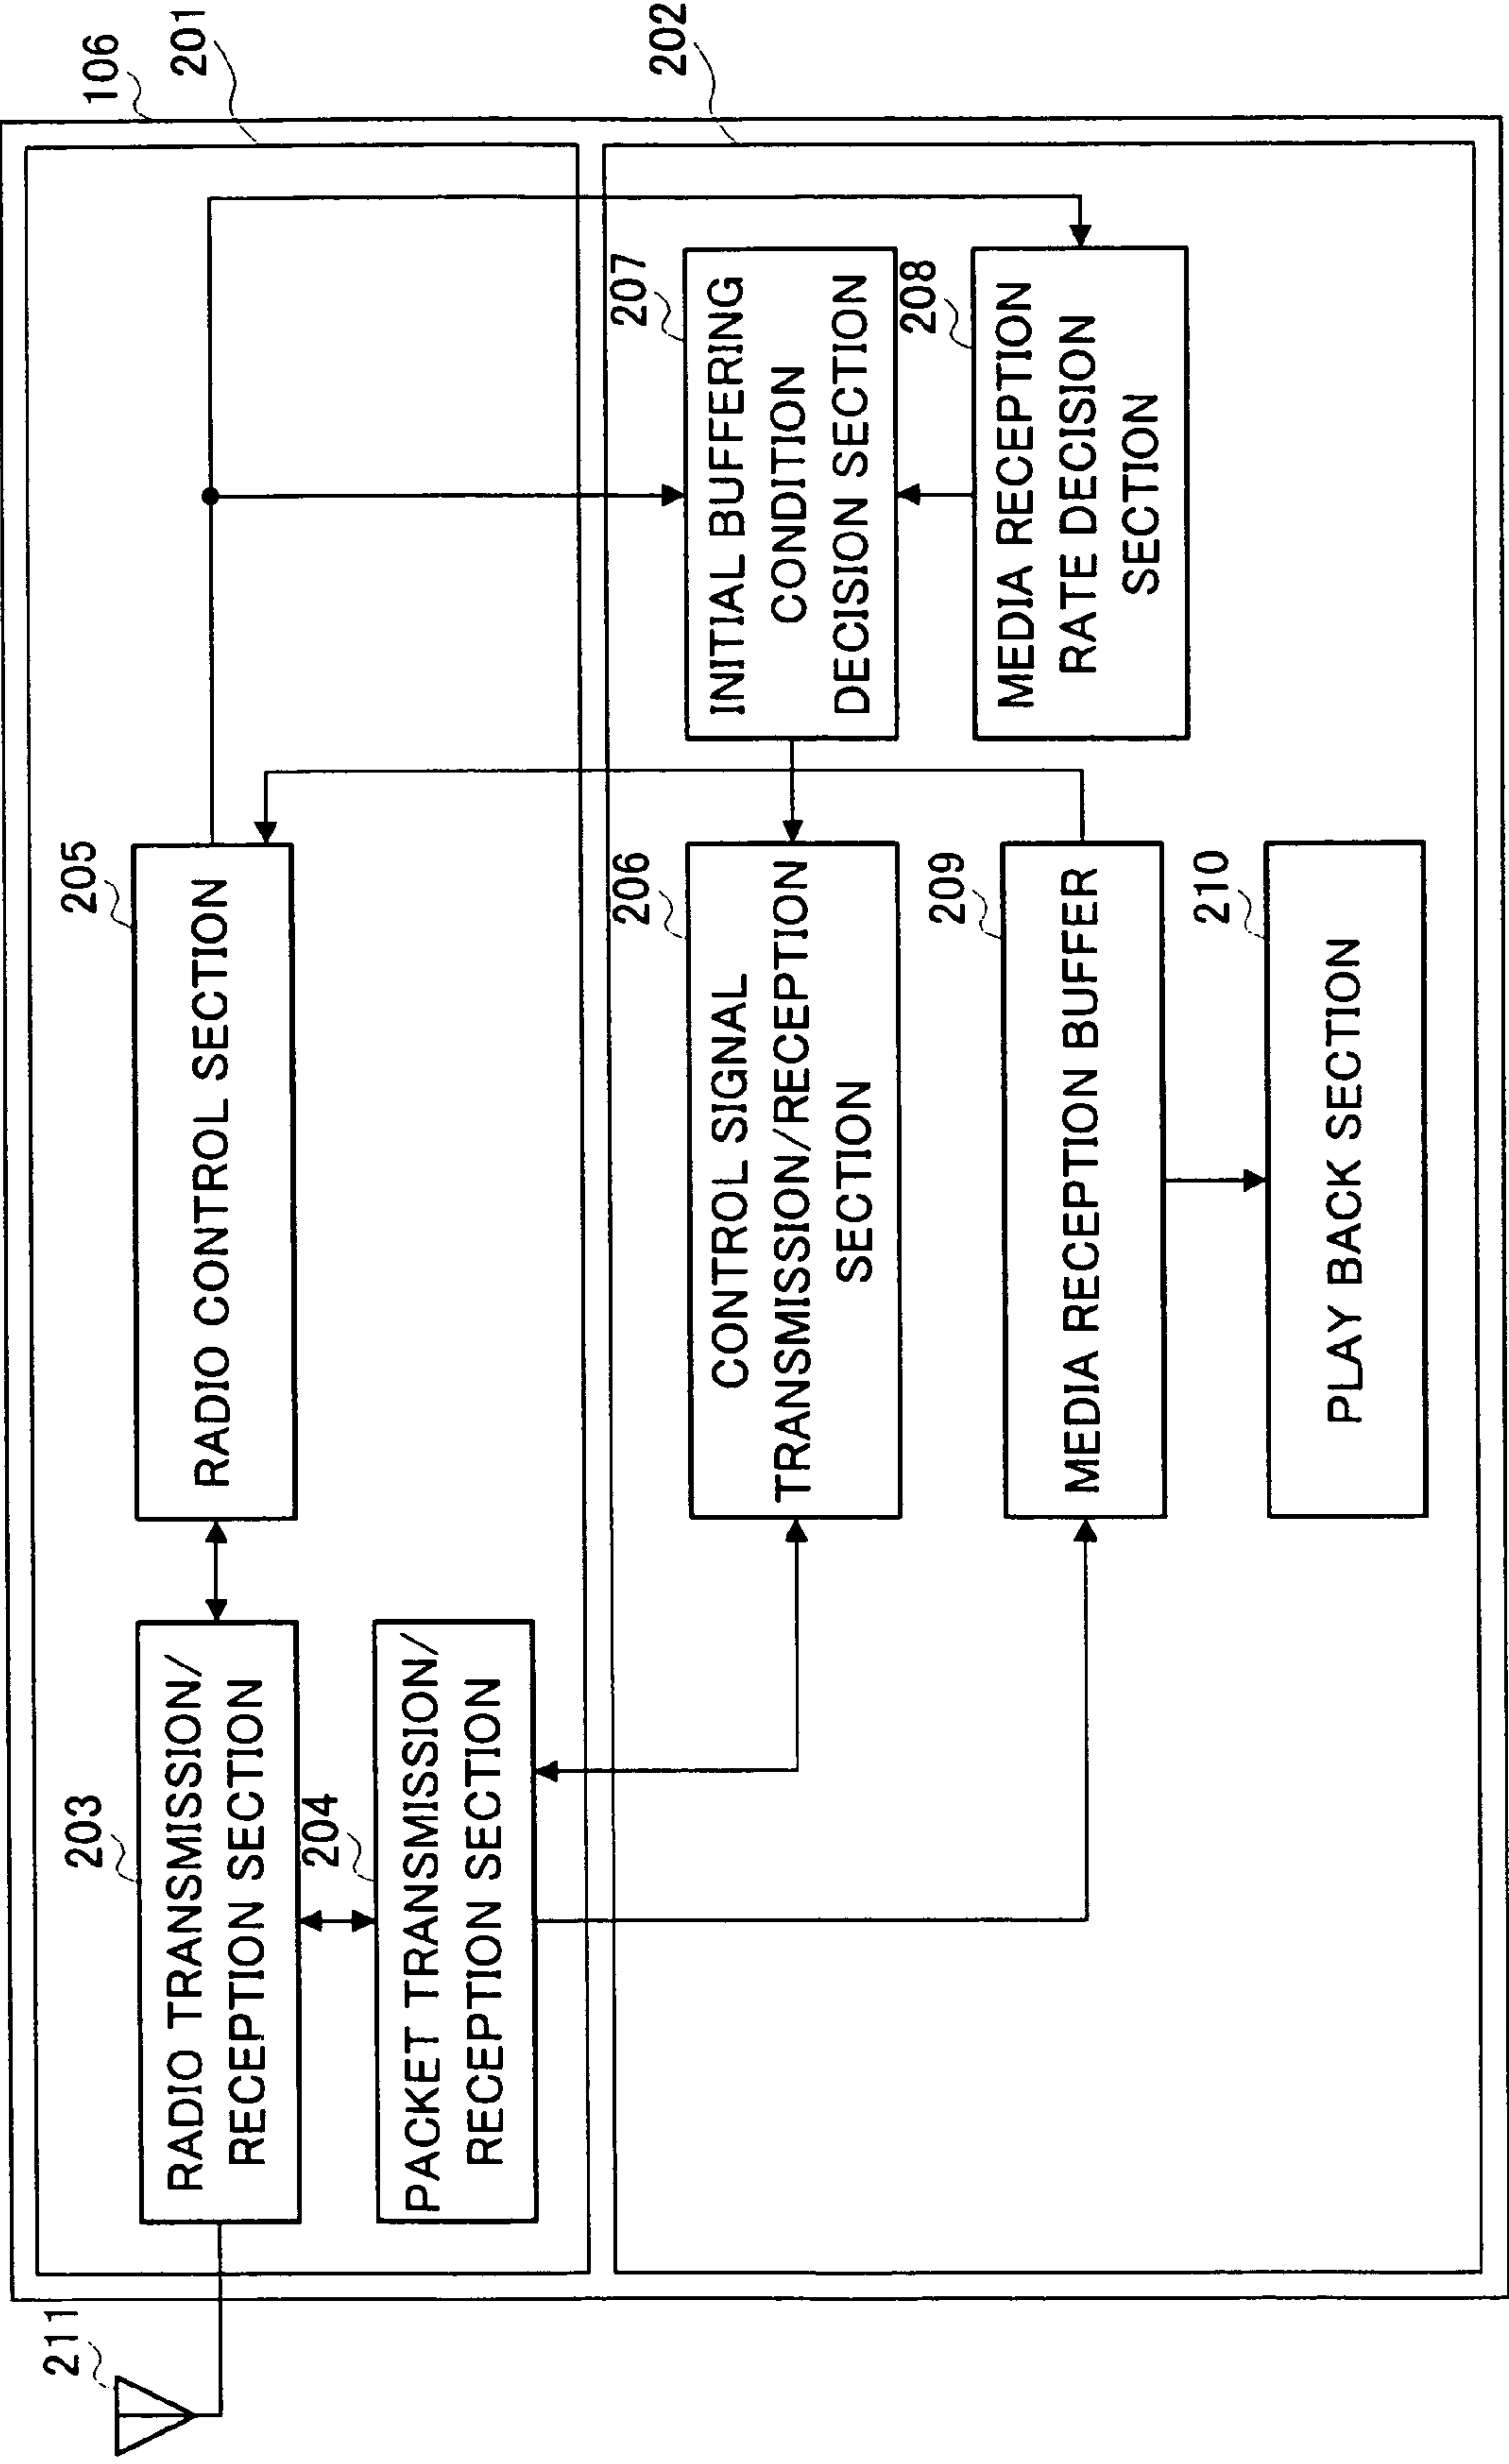 106
201
211
203
RADIO TRANSMISSION/
RECEPTION SECTION
205
RADIO CONTROL SECTION
204
PACKET TRANSMISSION/
RECEPTION SECTION
202
206
CONTROL SIGNAL
TRANSMISSION/RECEPTION
SECTION
207
INITIAL BUFFERING
CONDITION
DECISION SECTION
209
MEDIA RECEPTION BUFFER
208
MEDIA RECEPTION
RATE DECISION
SECTION
210
PLAY BACK SECTION